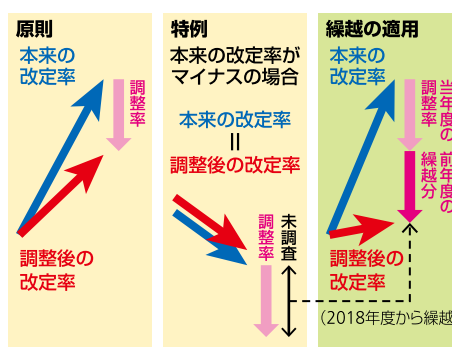 原則
本来の
改定率
調整率
調整後の
改定率
特例
本来の改定率が
マイナスの場合
本来の改定率
＝
調整後の改定率
調整率
未調査
繰越の適用
本来の
改定率
当年度の
調整率
前年度の
繰越分
調整後の
改定率
（2018年度から繰越